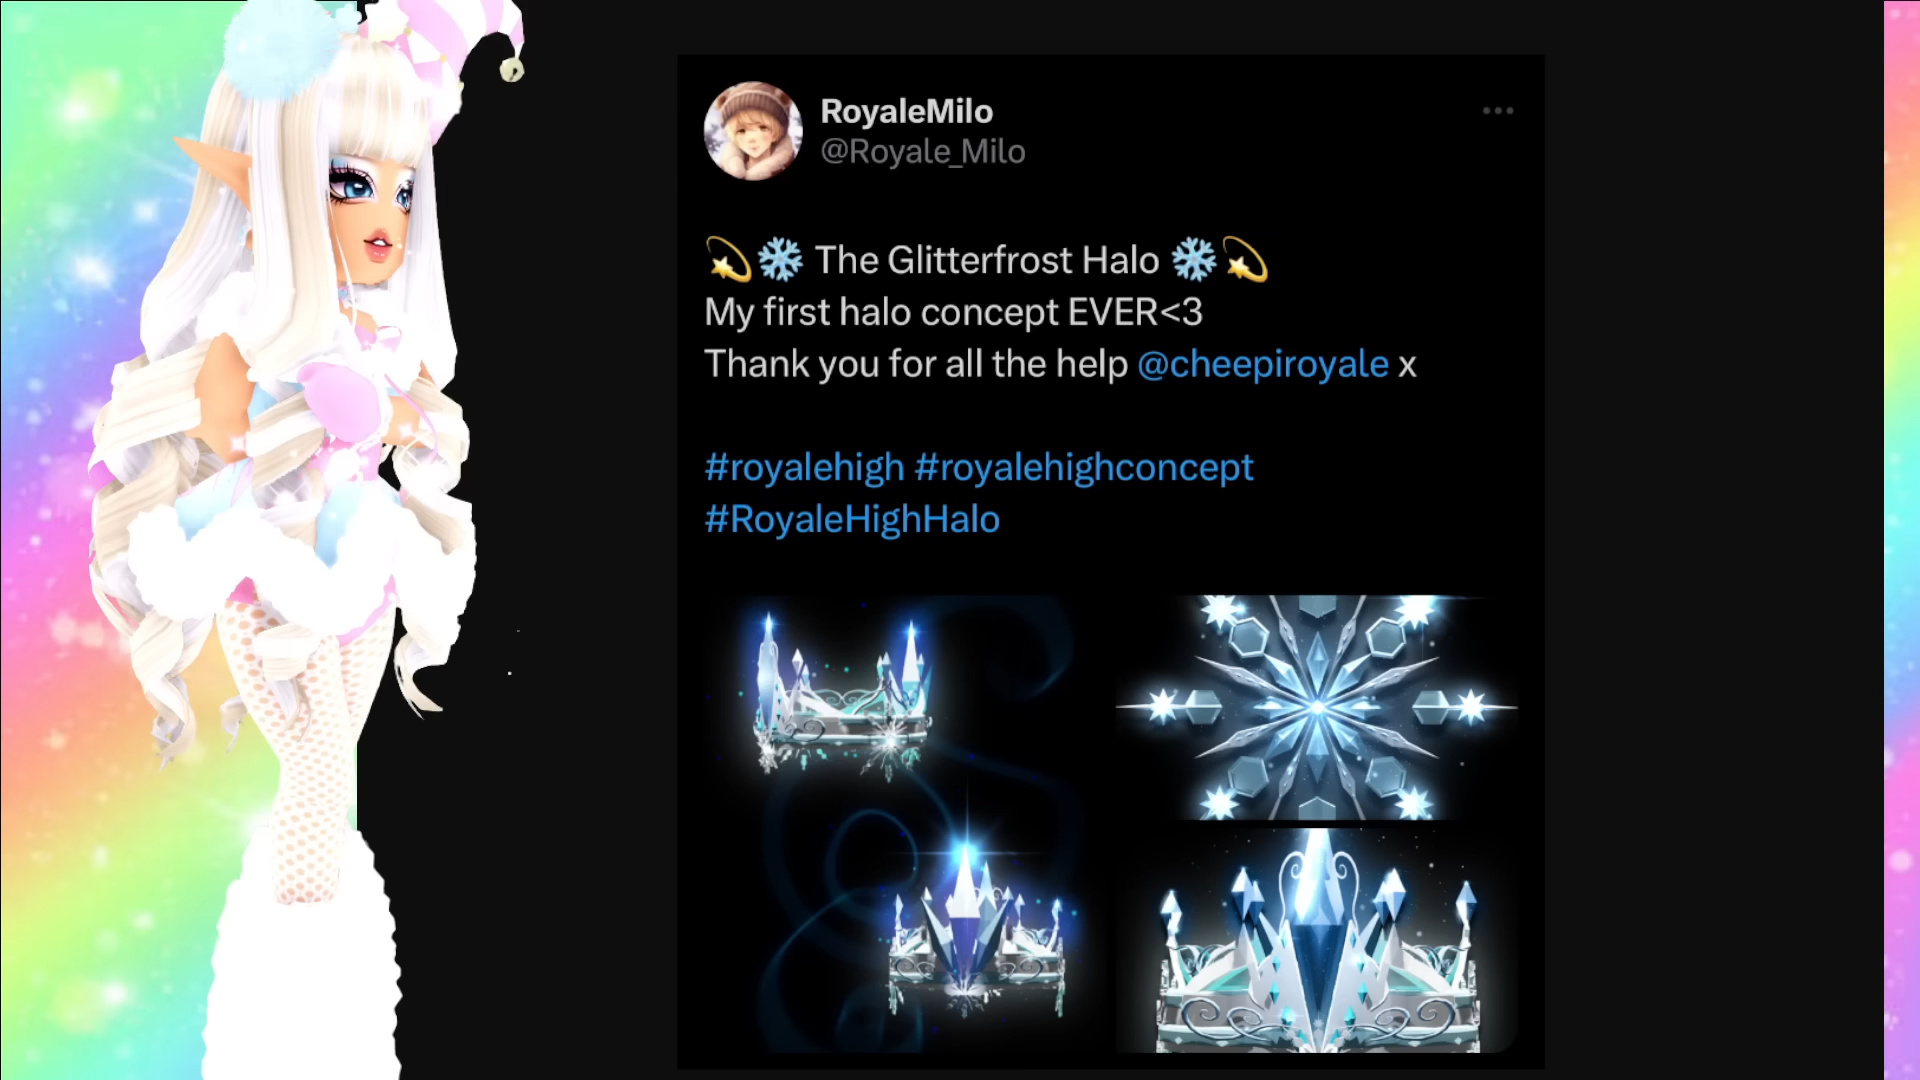 RoyaleMilo
@Royale_Milo
💫❄️ The Glitterfrost Halo ❄️💫
My first halo concept EVER<3
Thank you for all the help @cheepiroyale x
#royalehigh #royalehighconcept
#RoyaleHighHalo